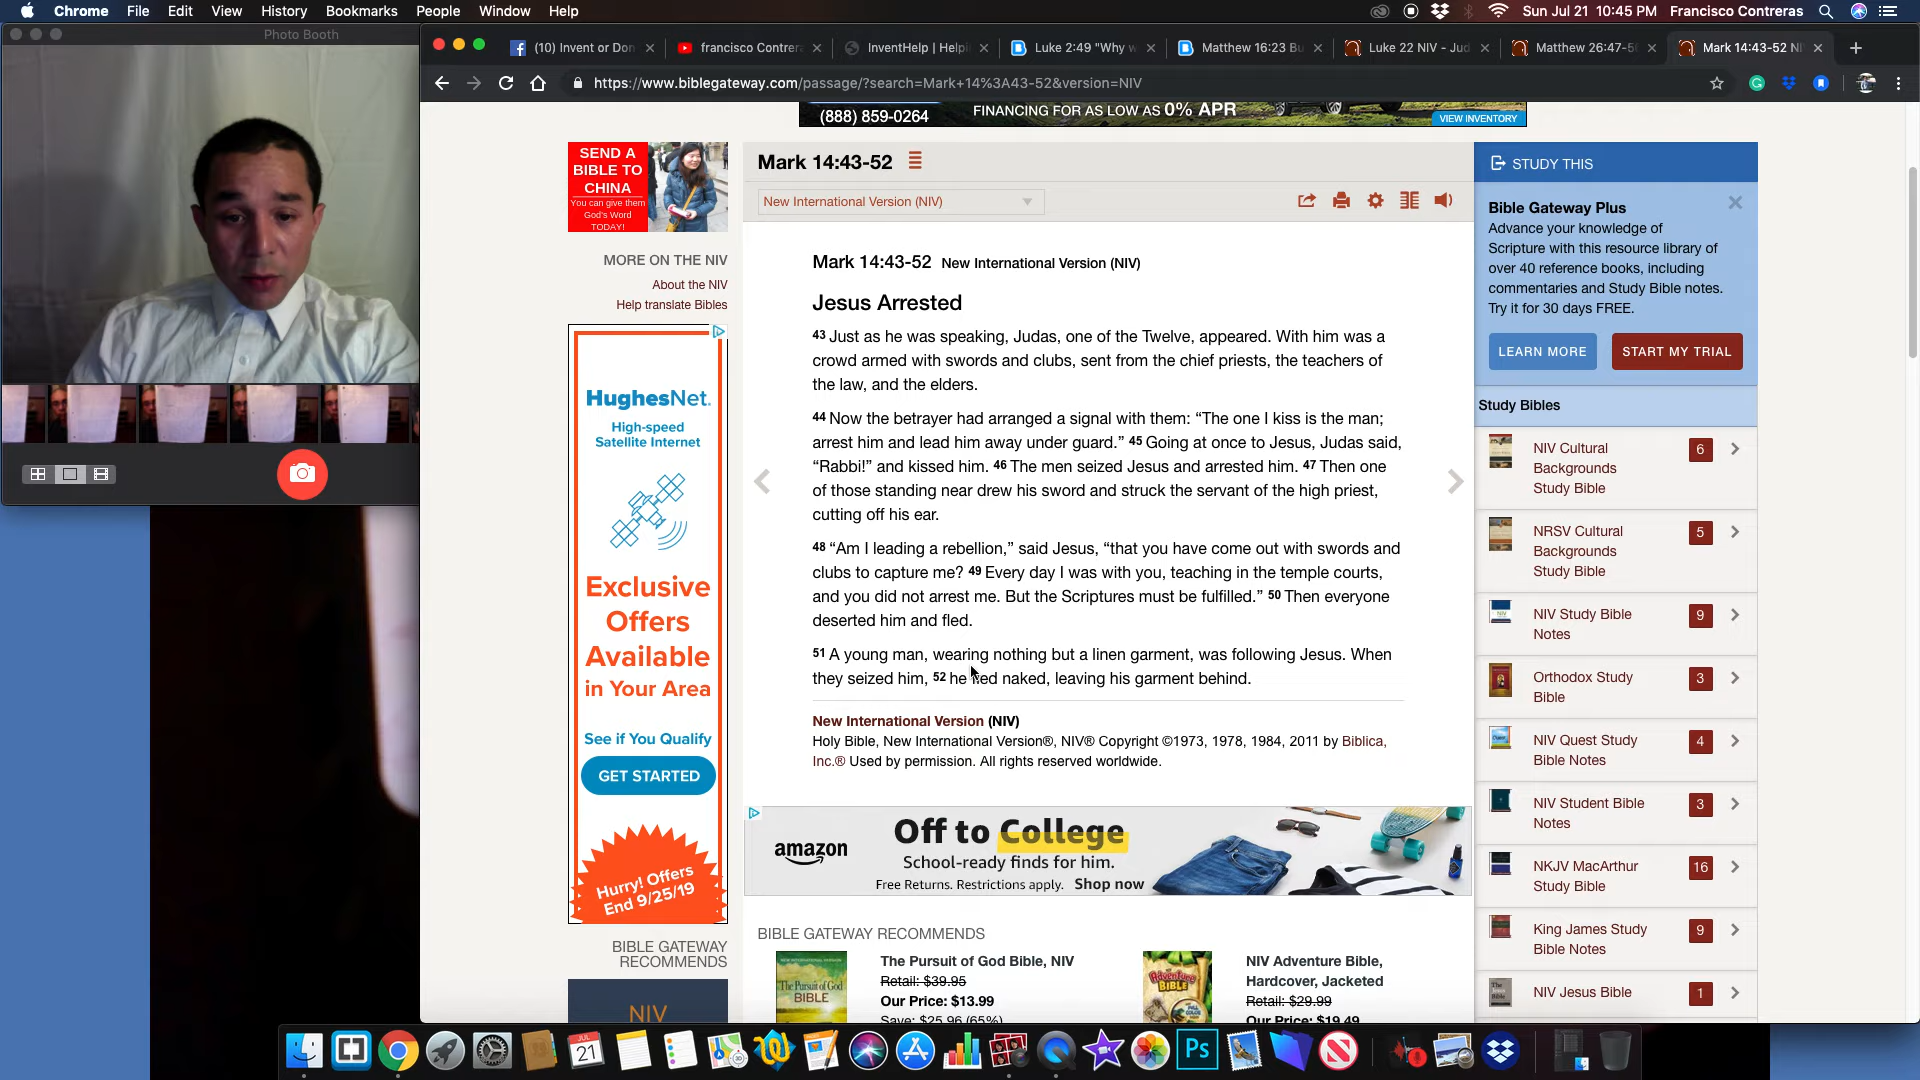 Chrome File Edit View History Bookmarks People Window Help
Sun Jul 21 10:45 PM Francisco Contreras
Photo Booth
(10) Invent or Don
francisco Contrer
InventHelp | Helpi
Luke 2:49 "Why w
Matthew 16:23 Bu
Luke 22 NIV - Jud
Matthew 26:47-5
Mark 14:43-52 NI
https://www.biblegateway.com/passage/?search=Mark+14%3A43-52&version=NIV
(888) 859-0264
FINANCING FOR AS LOW AS 0% APR
VIEW INVENTORY
SEND A
BIBLE TO
CHINA
You can give them
God's Word
TODAY!
MORE ON THE NIV
About the NIV
Help translate Bibles
HughesNet.
High-speed
Satellite Internet
Exclusive
Offers
Available
in Your Area
See if You Qualify
GET STARTED
Hurry! Offers
End 9/25/19
BIBLE GATEWAY
RECOMMENDS
NIV
Mark 14:43-52
New International Version (NIV)
Mark 14:43-52 New International Version (NIV)
Jesus Arrested
43 Just as he was speaking, Judas, one of the Twelve, appeared. With him was a
crowd armed with swords and clubs, sent from the chief priests, the teachers of
the law, and the elders.
44 Now the betrayer had arranged a signal with them: “The one I kiss is the man;
arrest him and lead him away under guard.” 45 Going at once to Jesus, Judas said,
“Rabbi!” and kissed him. 46 The men seized Jesus and arrested him. 47 Then one
of those standing near drew his sword and struck the servant of the high priest,
cutting off his ear.
48 “Am I leading a rebellion,” said Jesus, “that you have come out with swords and
clubs to capture me? 49 Every day I was with you, teaching in the temple courts,
and you did not arrest me. But the Scriptures must be fulfilled.” 50 Then everyone
deserted him and fled.
51 A young man, wearing nothing but a linen garment, was following Jesus. When
they seized him, 52 he fled naked, leaving his garment behind.
New International Version (NIV)
Holy Bible, New International Version®, NIV® Copyright ©1973, 1978, 1984, 2011 by Biblica,
Inc.® Used by permission. All rights reserved worldwide.
amazon
Off to College
School-ready finds for him.
Free Returns. Restrictions apply. Shop now
BIBLE GATEWAY RECOMMENDS
The Pursuit of God BIBLE
The Pursuit of God Bible, NIV
Retail: $39.95
Our Price: $13.99
Save: $25.96 (65%)
Adventure
BIBLE
NIV Adventure Bible,
Hardcover, Jacketed
Retail: $29.99
Our Price: $19.49
STUDY THIS
Bible Gateway Plus
Advance your knowledge of
Scripture with this resource library of
over 40 reference books, including
commentaries and Study Bible notes.
Try it for 30 days FREE.
LEARN MORE
START MY TRIAL
Study Bibles
NIV Cultural
Backgrounds
Study Bible
6
NRSV Cultural
Backgrounds
Study Bible
5
NIV Study Bible
Notes
9
Orthodox Study
Bible
3
NIV Quest Study
Bible Notes
4
NIV Student Bible
Notes
3
NKJV MacArthur
Study Bible
16
King James Study
Bible Notes
9
NIV Jesus Bible
1
JUL
21
Ps